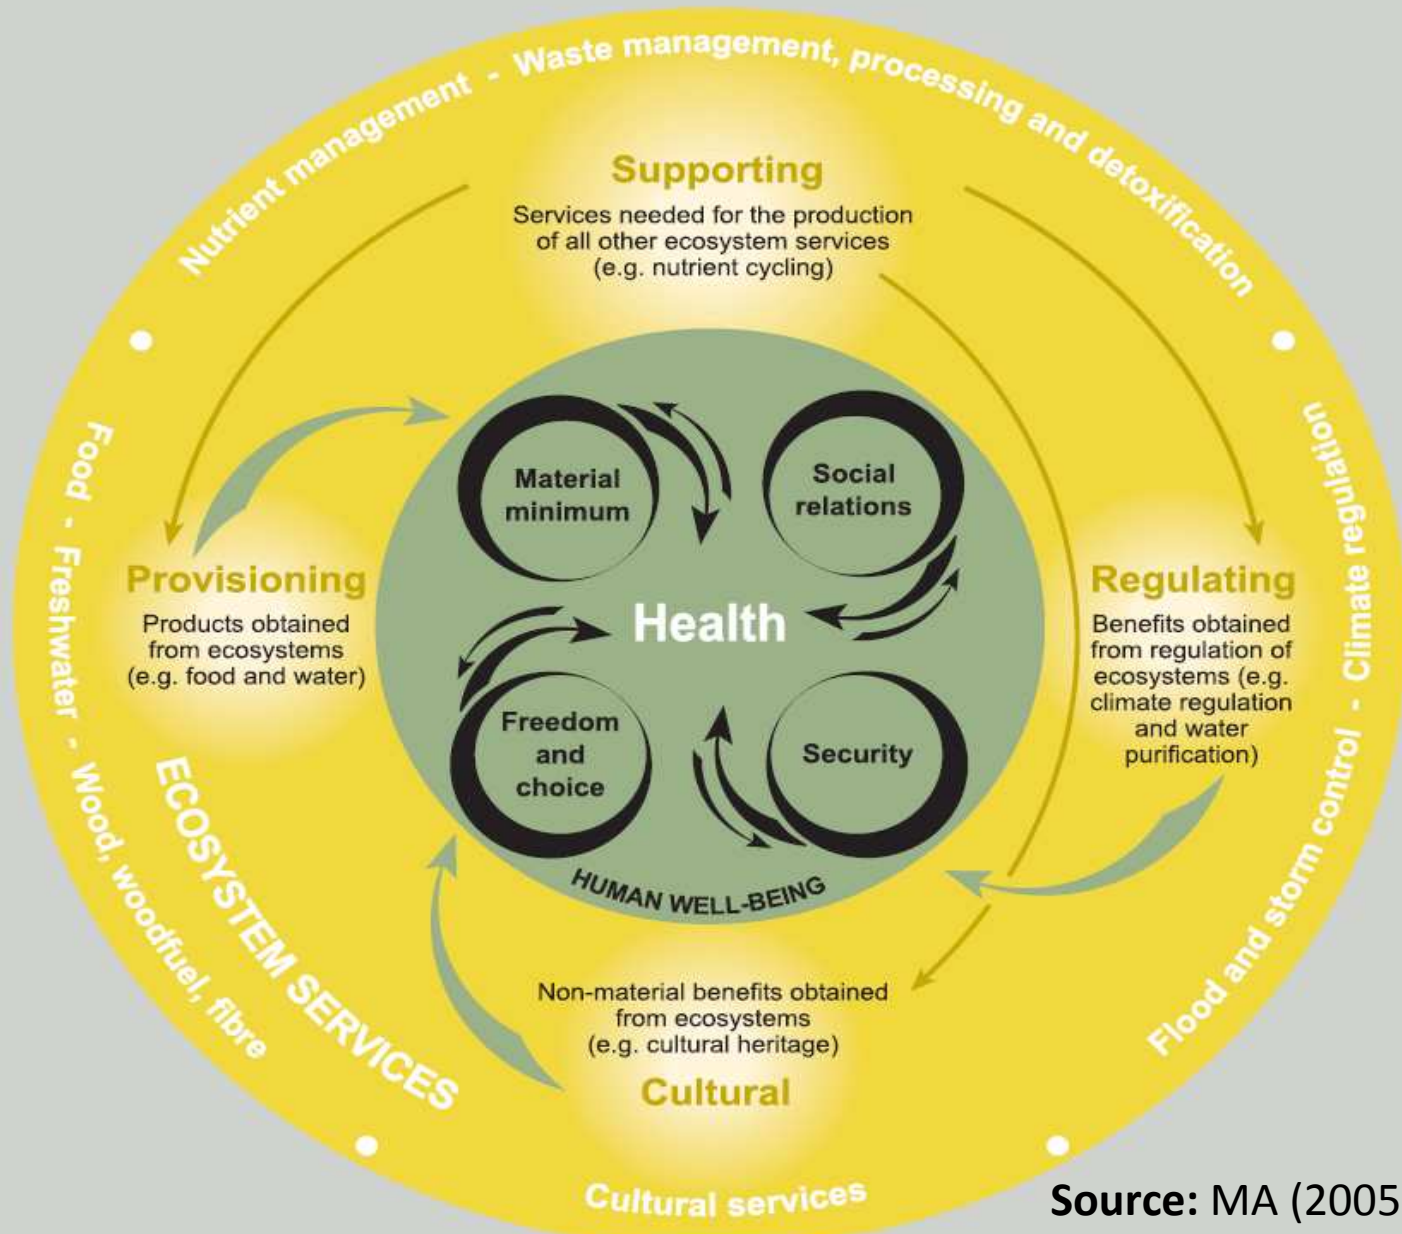 Nutrient management - Waste management, processing and detoxification
Supporting
Services needed for the production
of all other ecosystem services
(e.g. nutrient cycling)
Food - Freshwater - Wood, woodfuel, fibre
Provisioning
Products obtained
from ecosystems
(e.g. food and water)
ECOSYSTEM SERVICES
Material
minimum
Social
relations
Health
Freedom
and
choice
Security
HUMAN WELL-BEING
Regulating
Benefits obtained
from regulation of
ecosystems (e.g.
climate regulation
and water
purification)
Flood and storm control - Climate regulation
Non-material benefits obtained
from ecosystems
(e.g. cultural heritage)
Cultural
Cultural services
Source: MA (2005